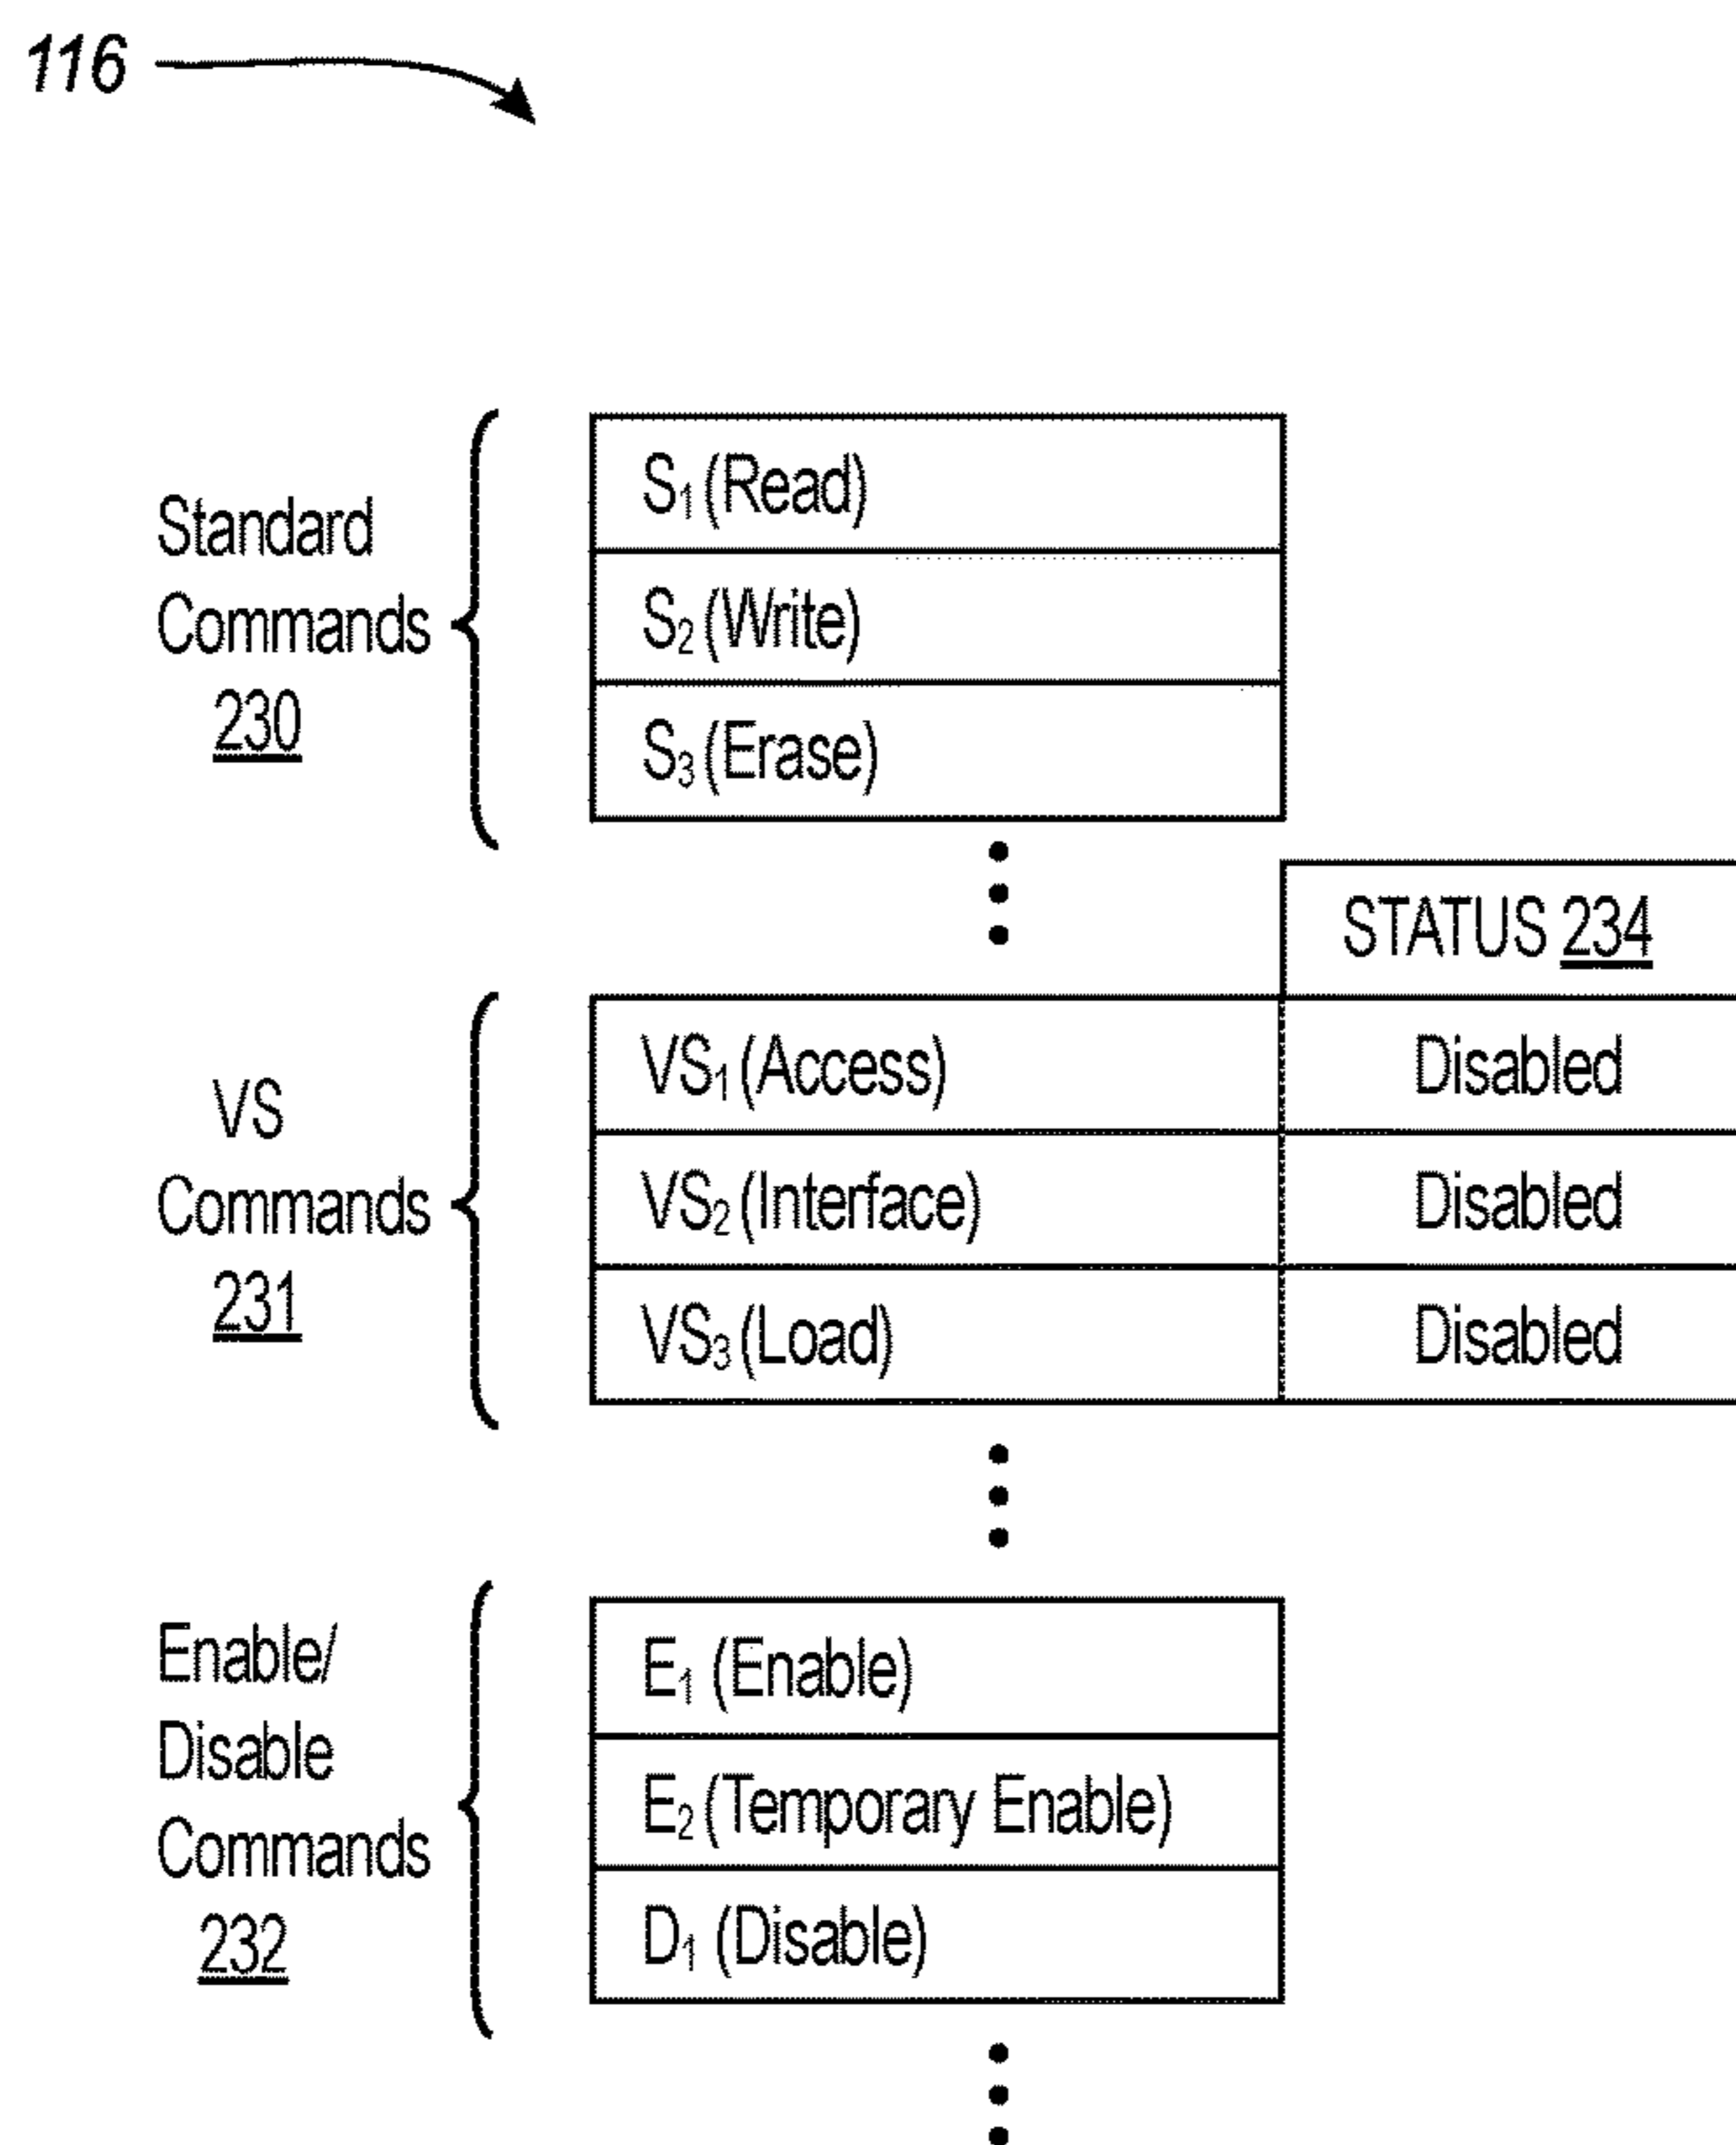 116
Standard
Commands
230
S₁ (Read)
S₂ (Write)
S₃ (Erase)
STATUS 234
VS
Commands
231
VS₁ (Access) Disabled
VS₂ (Interface) Disabled
VS₃ (Load) Disabled
Enable/
Disable
Commands
232
E₁ (Enable)
E₂ (Temporary Enable)
D₁ (Disable)